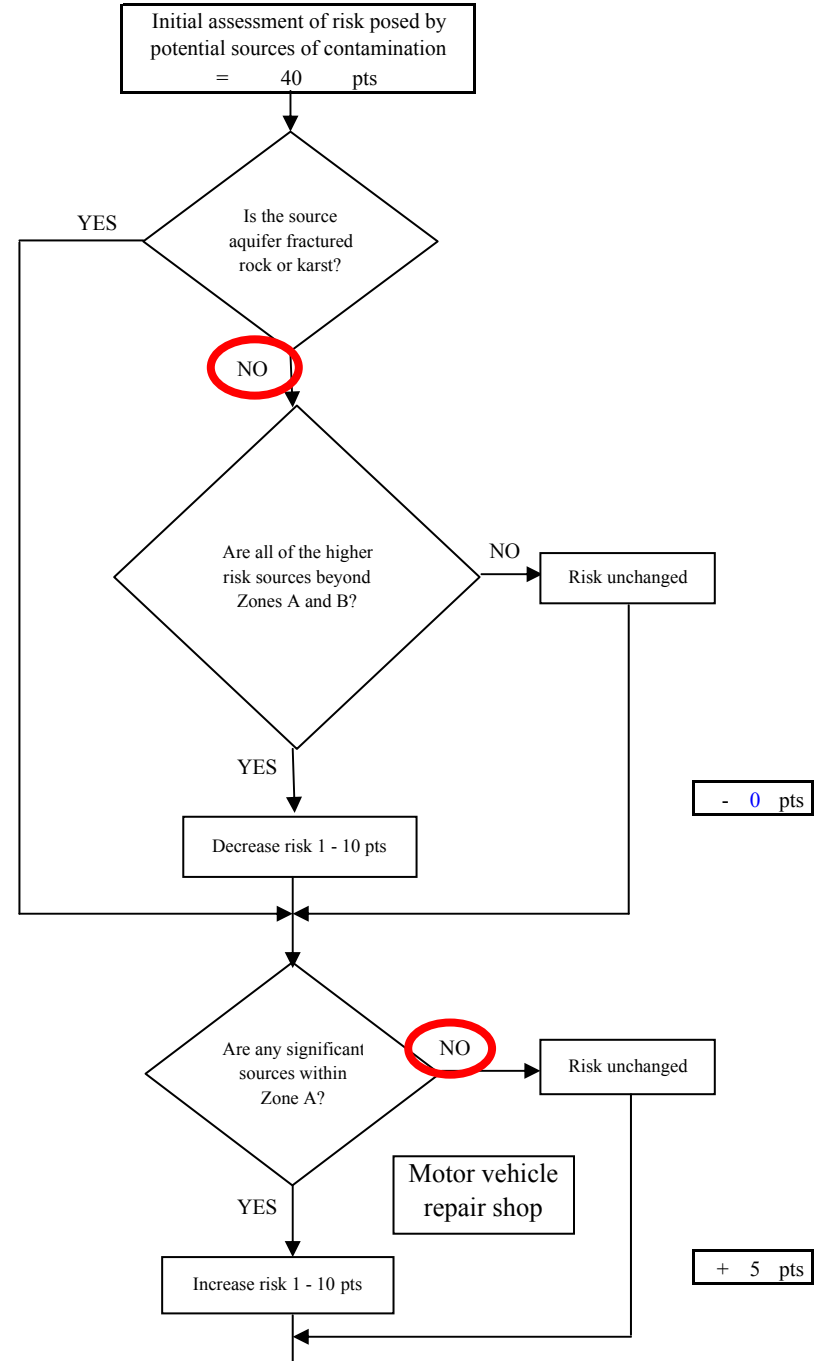 Initial assessment of risk posed by
potential sources of contamination
= 40 pts
YES
Is the source
aquifer fractured
rock or karst?
NO
Are all of the higher
risk sources beyond
Zones A and B?
NO
Risk unchanged
YES
- 0 pts
Decrease risk 1 - 10 pts
Are any significant
sources within
Zone A?
NO
Risk unchanged
Motor vehicle
repair shop
YES
+ 5 pts
Increase risk 1 - 10 pts